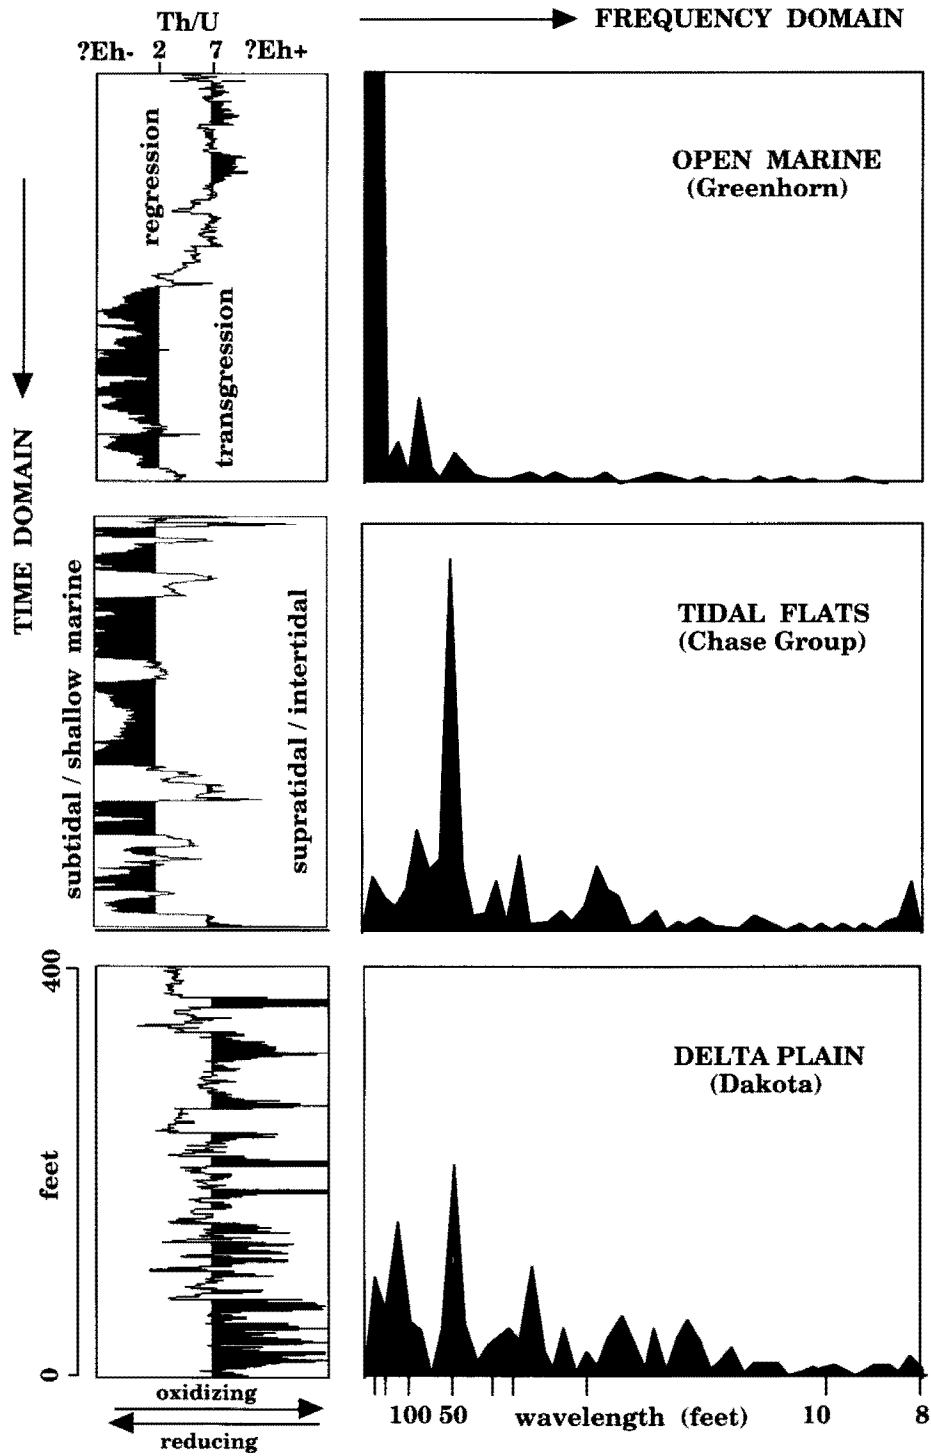 FREQUENCY DOMAIN
Th/U
?Eh- 2 7 ?Eh+
regression
transgression
OPEN MARINE
(Greenhorn)
TIME DOMAIN
subtidal / shallow marine
supratidal / intertidal
TIDAL FLATS
(Chase Group)
400
feet
0
DELTA PLAIN
(Dakota)
oxidizing
reducing
100 50 wavelength (feet) 10 8